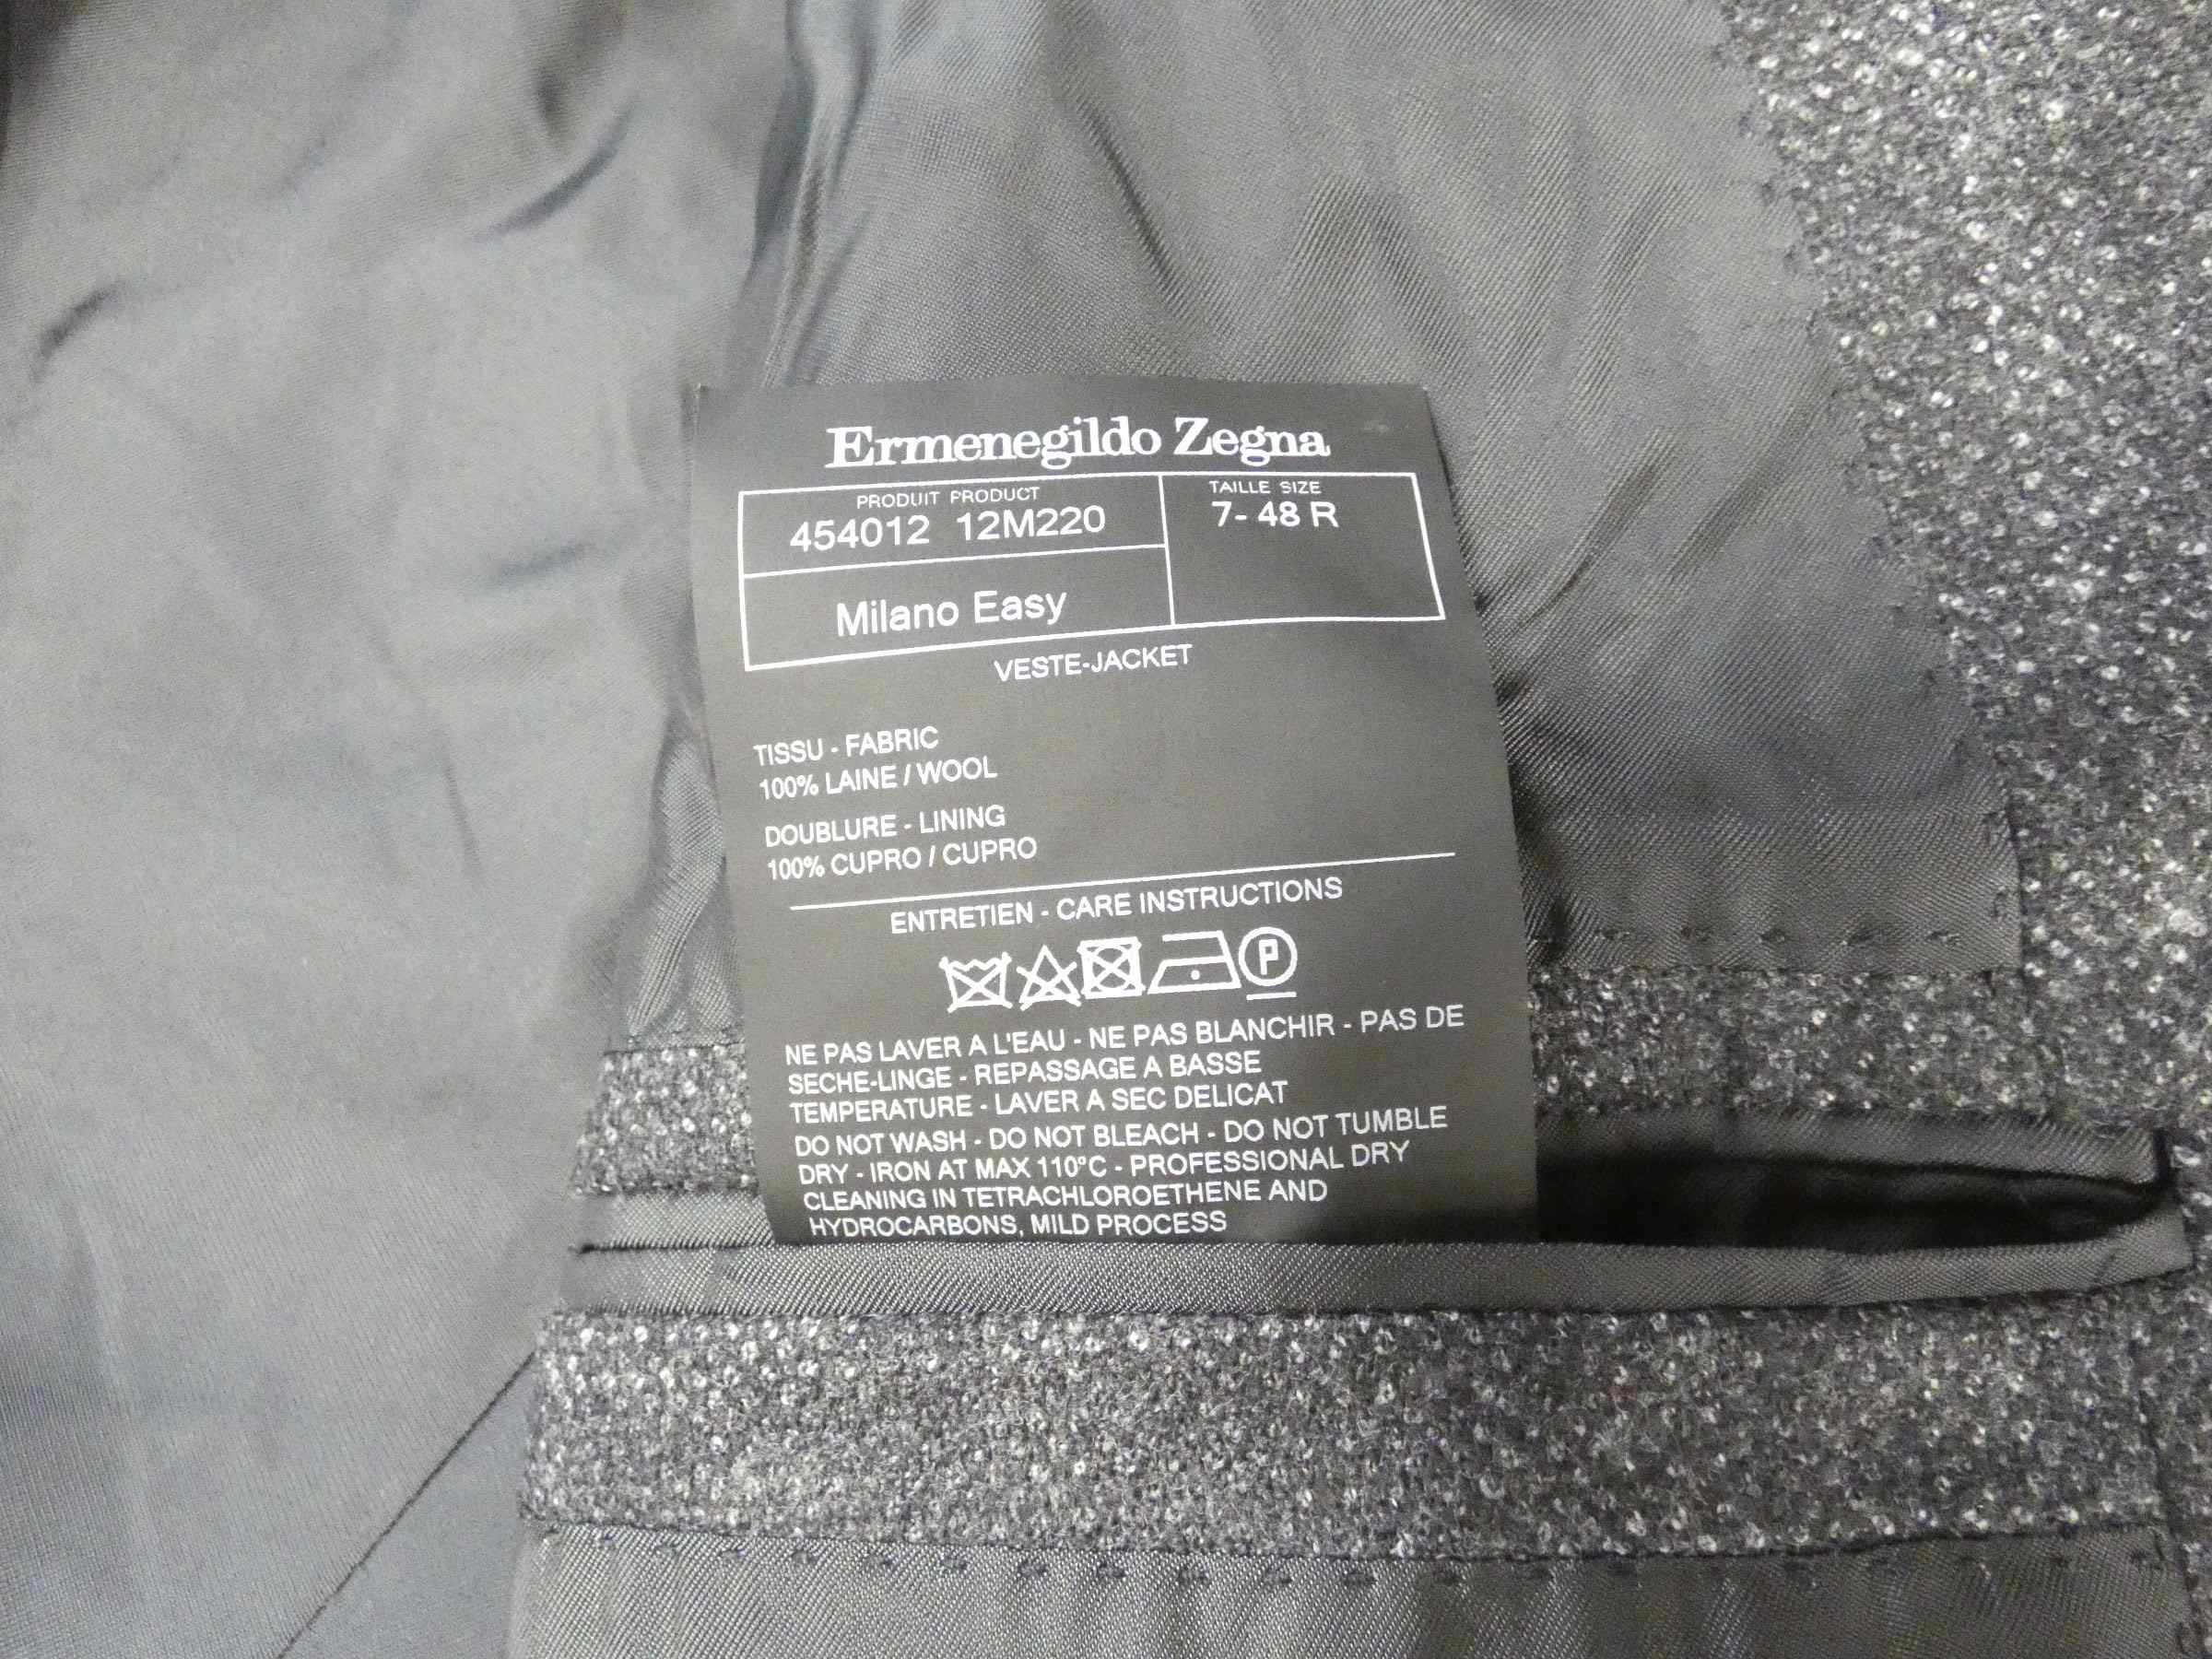 Ermenegildo Zegna
PRODUIT PRODUCT
454012 12M220
TAILLE SIZE
7- 48 R
Milano Easy
VESTE-JACKET
TISSU - FABRIC
100% LAINE / WOOL
DOUBLURE - LINING
100% CUPRO / CUPRO
ENTRETIEN - CARE INSTRUCTIONS
P
NE PAS LAVER A L'EAU - NE PAS BLANCHIR - PAS DE
SECHE-LINGE - REPASSAGE A BASSE
TEMPERATURE - LAVER A SEC DELICAT
DO NOT WASH - DO NOT BLEACH - DO NOT TUMBLE
DRY - IRON AT MAX 110°C - PROFESSIONAL DRY
CLEANING IN TETRACHLOROETHENE AND
HYDROCARBONS, MILD PROCESS